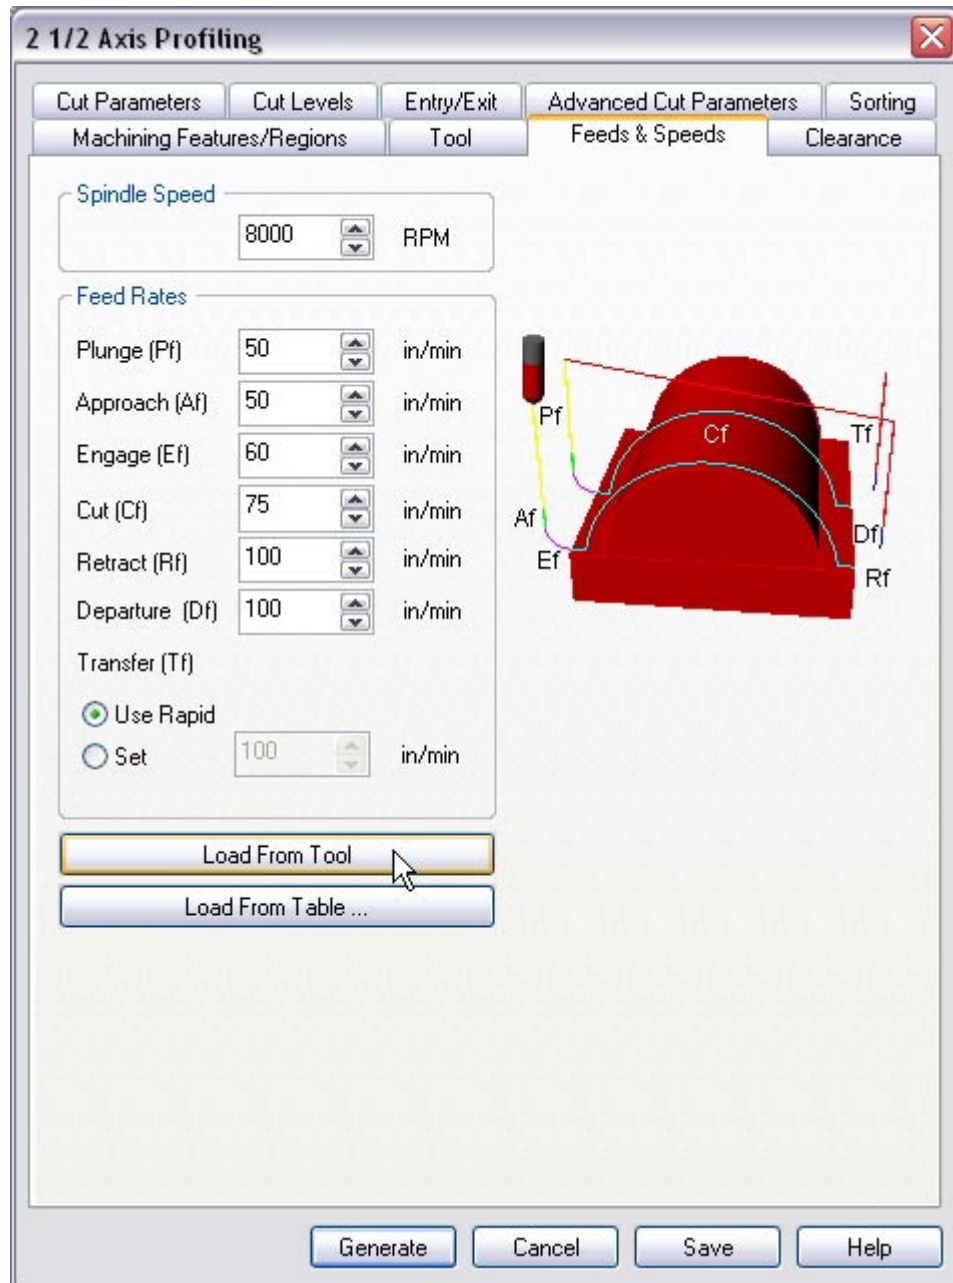 2 1/2 Axis Profiling
Cut Parameters Cut Levels Entry/Exit Advanced Cut Parameters Sorting
Machining Features/Regions Tool Feeds & Speeds Clearance
Spindle Speed
8000 RPM
Feed Rates
Plunge (Pf) 50 in/min
Approach (Af) 50 in/min
Engage (Ef) 60 in/min
Cut (Cf) 75 in/min
Retract (Rf) 100 in/min
Departure (Df) 100 in/min
Transfer (Tf)
Use Rapid
Set 100 in/min
Pf
Cf
Tf
Af
Df
Ef
Rf
Load From Tool
Load From Table ...
Generate Cancel Save Help